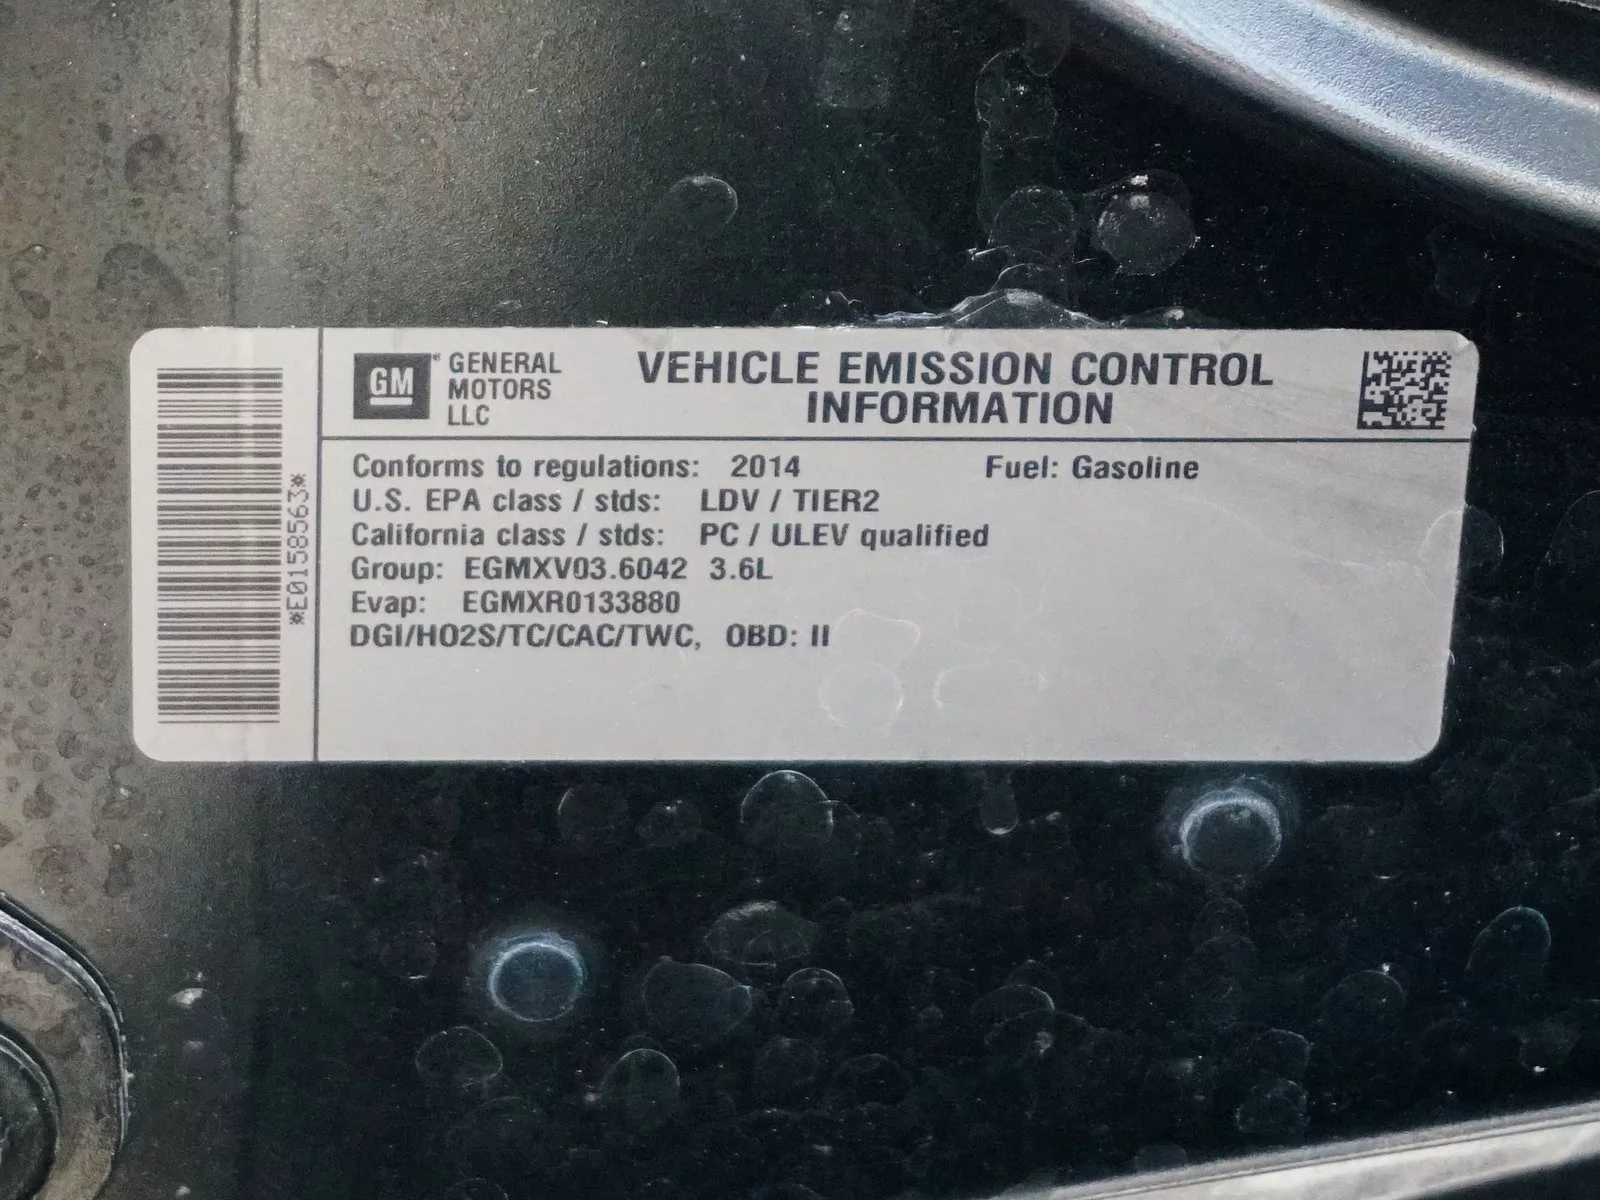 GM
GENERAL
MOTORS
LLC
VEHICLE EMISSION CONTROL
INFORMATION
Conforms to regulations: 2014 Fuel: Gasoline
U.S. EPA class / stds: LDV / TIER2
California class / stds: PC / ULEV qualified
Group: EGMXV03.6042 3.6L
Evap: EGMXR0133880
DGI/HO2S/TC/CAC/TWC, OBD: II
*E0158563*